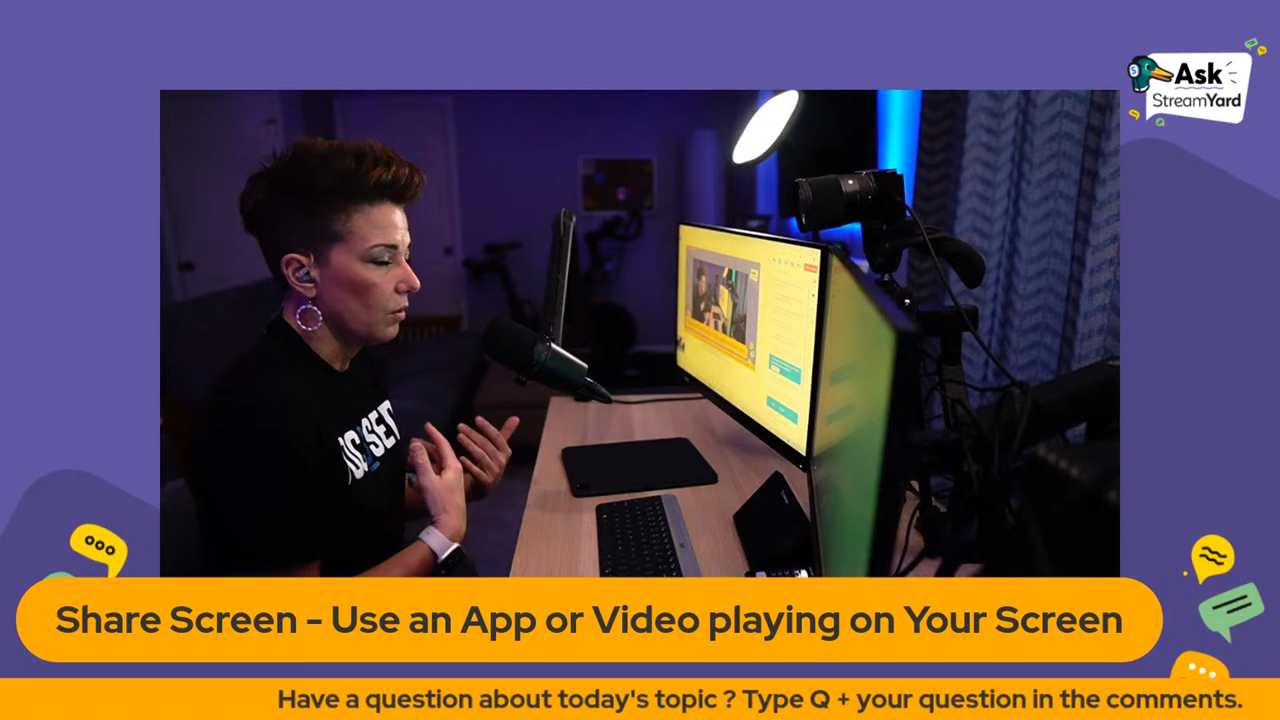 Ask
StreamYard
Share Screen - Use an App or Video playing on Your Screen
Have a question about today's topic ? Type Q + your question in the comments.